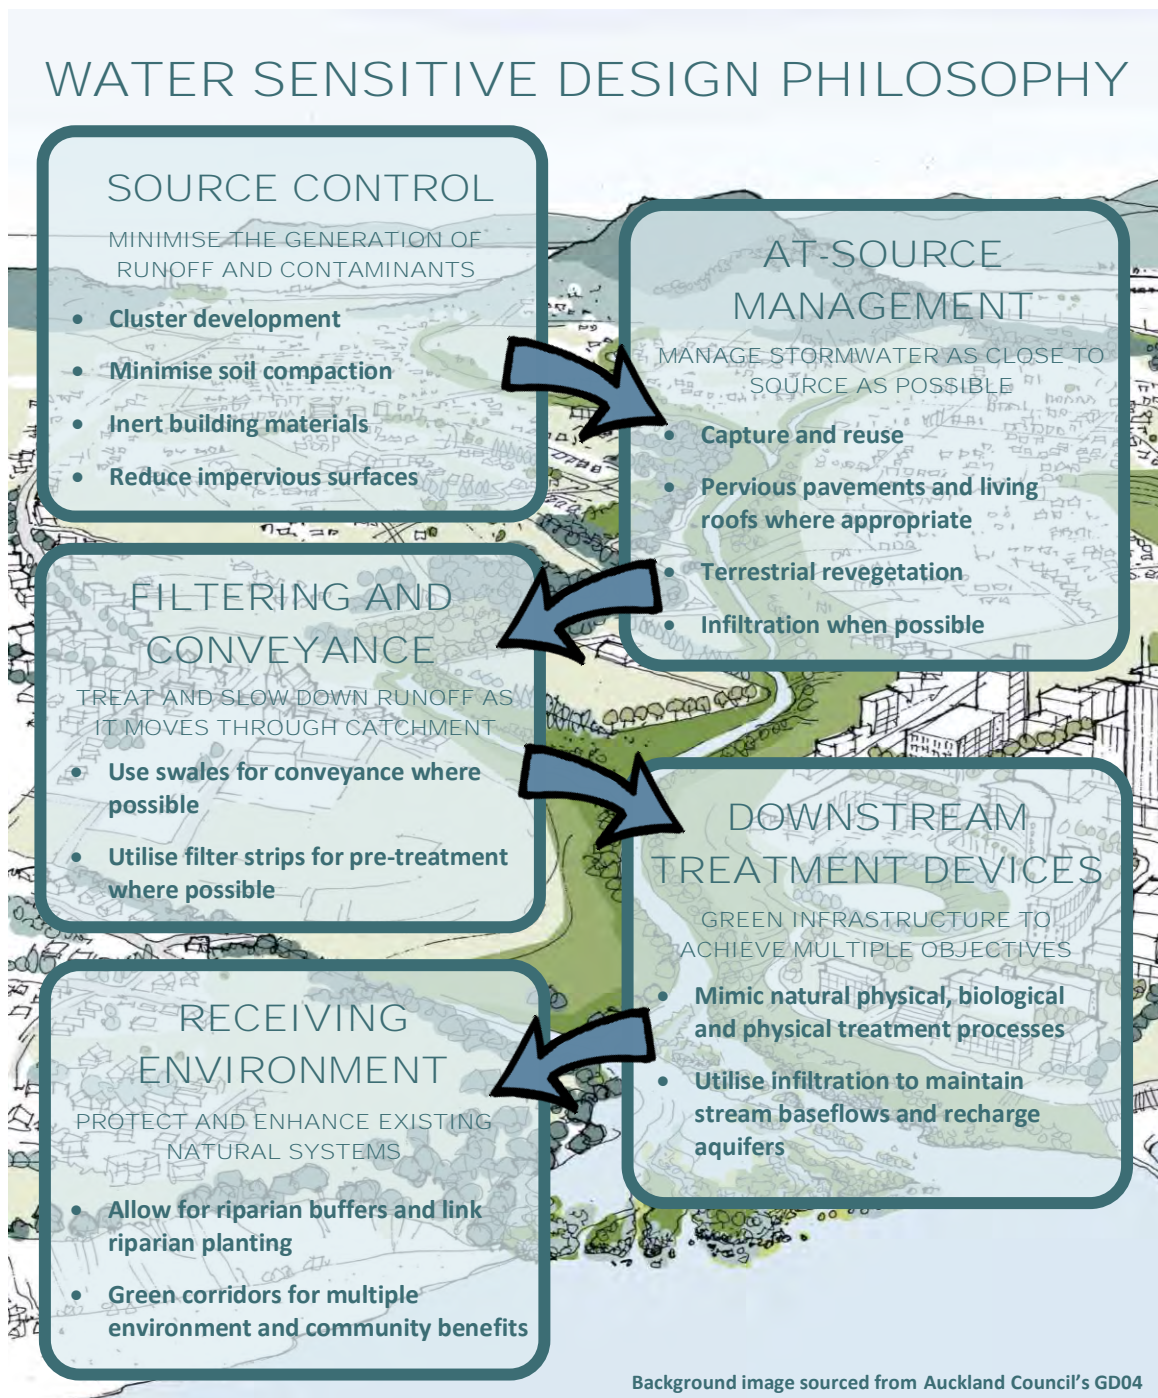 WATER SENSITIVE DESIGN PHILOSOPHY
SOURCE CONTROL
MINIMISE THE GENERATION OF
RUNOFF AND CONTAMINANTS
• Cluster development
• Minimise soil compaction
• Inert building materials
• Reduce impervious surfaces
AT-SOURCE
MANAGEMENT
MANAGE STORMWATER AS CLOSE TO
SOURCE AS POSSIBLE
• Capture and reuse
• Pervious pavements and living
roofs where appropriate
• Terrestrial revegetation
• Infiltration when possible
FILTERING AND
CONVEYANCE
TREAT AND SLOW DOWN RUNOFF AS
IT MOVES THROUGH CATCHMENT
• Use swales for conveyance where
possible
• Utilise filter strips for pre-treatment
where possible
DOWNSTREAM
TREATMENT DEVICES
GREEN INFRASTRUCTURE TO
ACHIEVE MULTIPLE OBJECTIVES
• Mimic natural physical, biological
and physical treatment processes
• Utilise infiltration to maintain
stream baseflows and recharge
aquifers
RECEIVING
ENVIRONMENT
PROTECT AND ENHANCE EXISTING
NATURAL SYSTEMS
• Allow for riparian buffers and link
riparian planting
• Green corridors for multiple
environment and community benefits
Background image sourced from Auckland Council's GD04